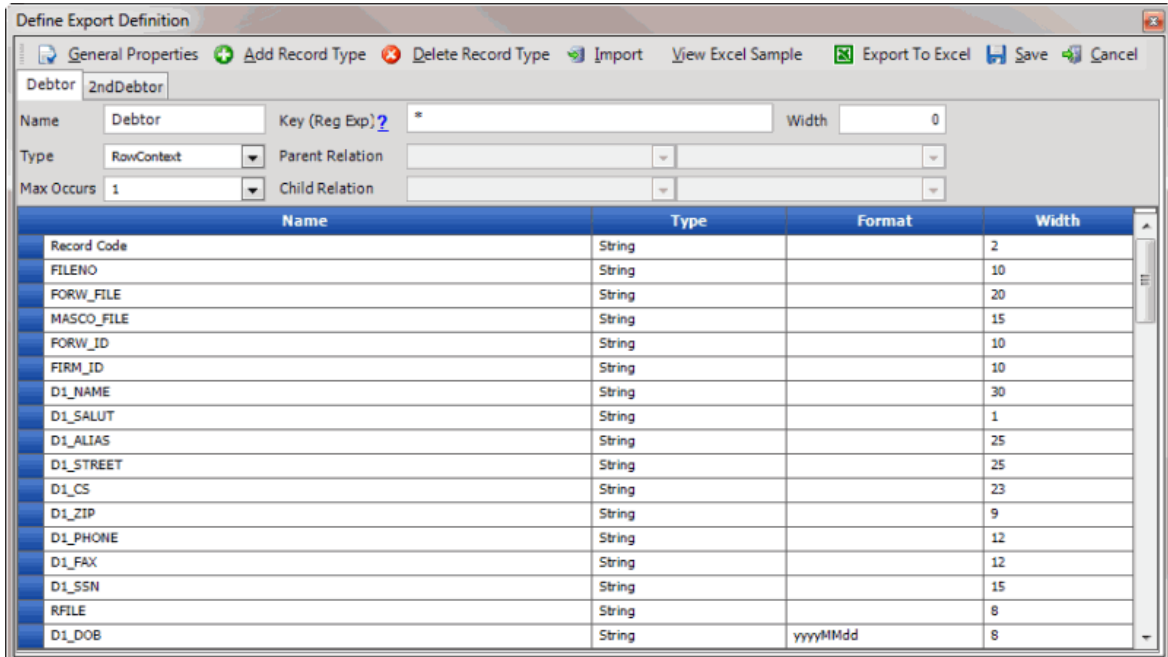 Define Export Definition
General Properties Add Record Type Delete Record Type Import View Excel Sample Export To Excel Save Cancel
Debtor 2ndDebtor
Name Debtor Key (Reg Exp) ? * Width 0
Type RowContext Parent Relation
Max Occurs 1 Child Relation
Name Type Format Width
Record Code String 2
FILENO String 10
FORW_FILE String 20
MASCO_FILE String 15
FORW_ID String 10
FIRM_ID String 10
D1_NAME String 30
D1_SALUT String 1
D1_ALIAS String 25
D1_STREET String 25
D1_CS String 23
D1_ZIP String 9
D1_PHONE String 12
D1_FAX String 12
D1_SSN String 15
RFILE String 8
D1_DOB String yyyyMMdd 8